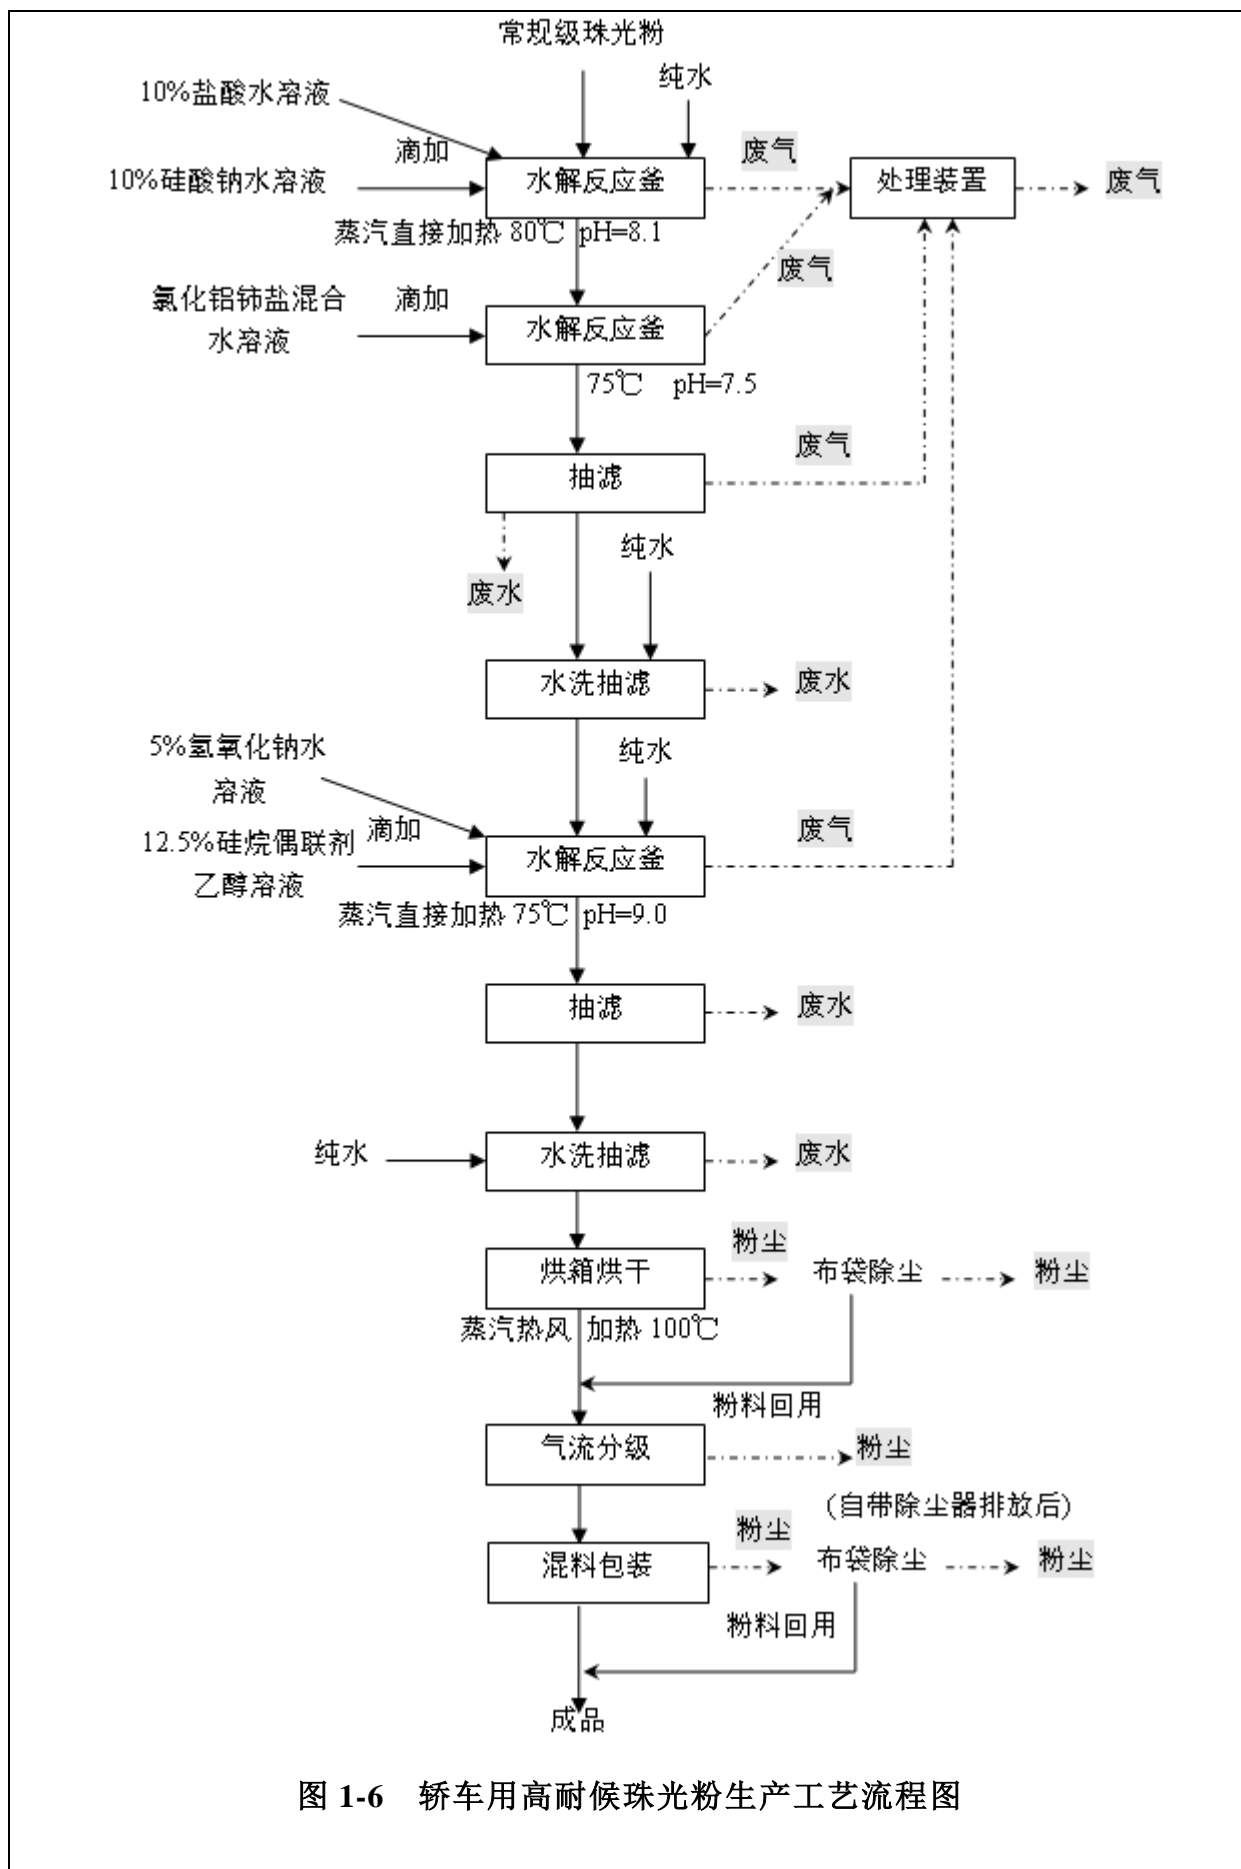 常规级珠光粉
纯水
10%盐酸水溶液
滴加
废气
10%硅酸钠水溶液
水解反应釜
处理装置
废气
蒸汽直接加热 80℃ pH=8.1
废气
氯化铝铈盐混合
水溶液
滴加
水解反应釜
75℃ pH=7.5
废气
抽滤
纯水
废水
水洗抽滤
废水
5%氢氧化钠水
溶液
纯水
滴加
废气
12.5%硅烷偶联剂
乙醇溶液
水解反应釜
蒸汽直接加热 75℃ pH=9.0
抽滤
废水
纯水
水洗抽滤
废水
粉尘
烘箱烘干
布袋除尘
粉尘
蒸汽热风 加热 100℃
粉料回用
气流分级
粉尘
(自带除尘器排放后)
粉尘
混料包装
布袋除尘
粉尘
粉料回用
成品
图 1-6 轿车用高耐候珠光粉生产工艺流程图